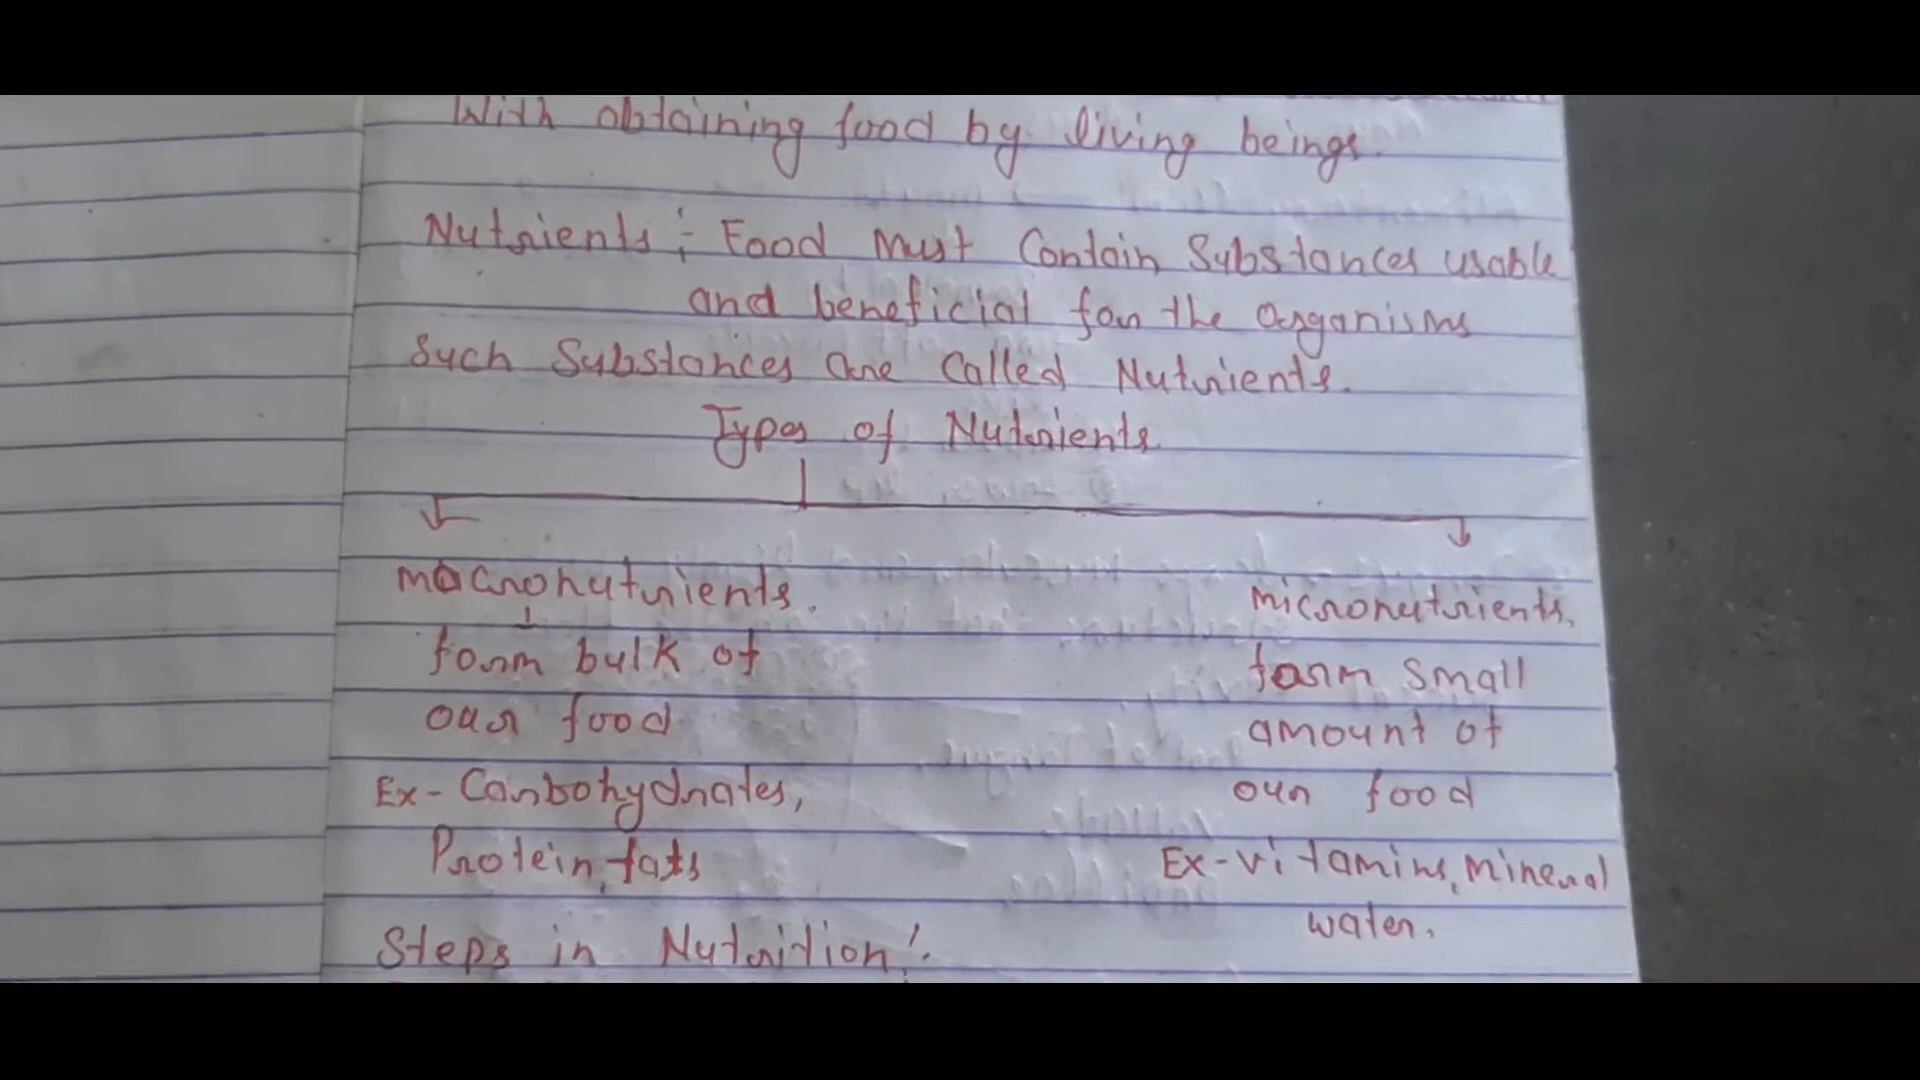 With obtaining food by living beings.
Nutrients :- Food Must Contain Substances usable
and beneficial for the Organisms
Such Substances are Called Nutrients.
Types of Nutrients
macronutrients.
micronutrients,
form bulk of
form small
our food
amount of
our food
Ex - Carbohydrates,
Protein, fats
Ex - vitamins, Mineral
water.
Steps in Nutrition :